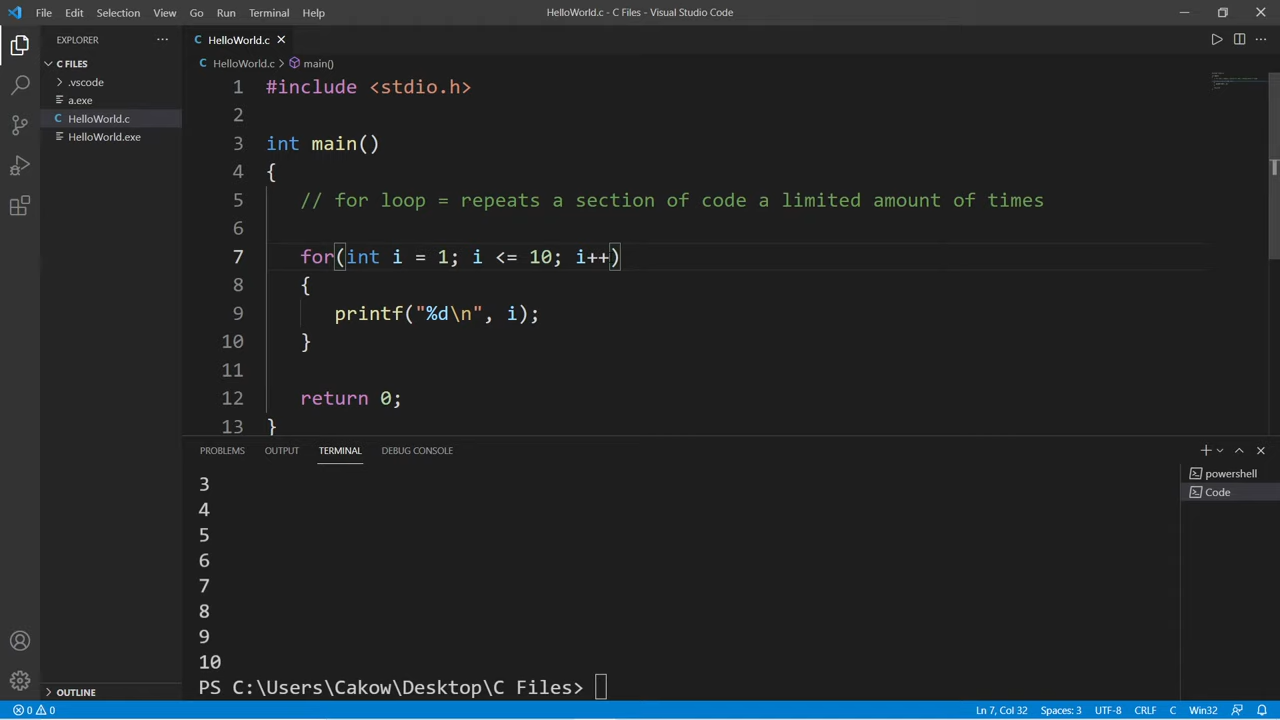 File Edit Selection View Go Run Terminal Help
HelloWorld.c - C Files - Visual Studio Code
EXPLORER
C FILES
.vscode
a.exe
C HelloWorld.c
HelloWorld.exe
OUTLINE
C HelloWorld.c
C HelloWorld.c > main()
1 #include <stdio.h>
2
3 int main()
4 {
5 // for loop = repeats a section of code a limited amount of times
6
7 for(int i = 1; i <= 10; i++)
8 {
9 printf("%d\n", i);
10 }
11
12 return 0;
13 }
PROBLEMS OUTPUT TERMINAL DEBUG CONSOLE
3
4
5
6
7
8
9
10
PS C:\Users\Cakow\Desktop\C Files>
powershell
Code
0 0 Ln 7, Col 32 Spaces: 3 UTF-8 CRLF C Win32